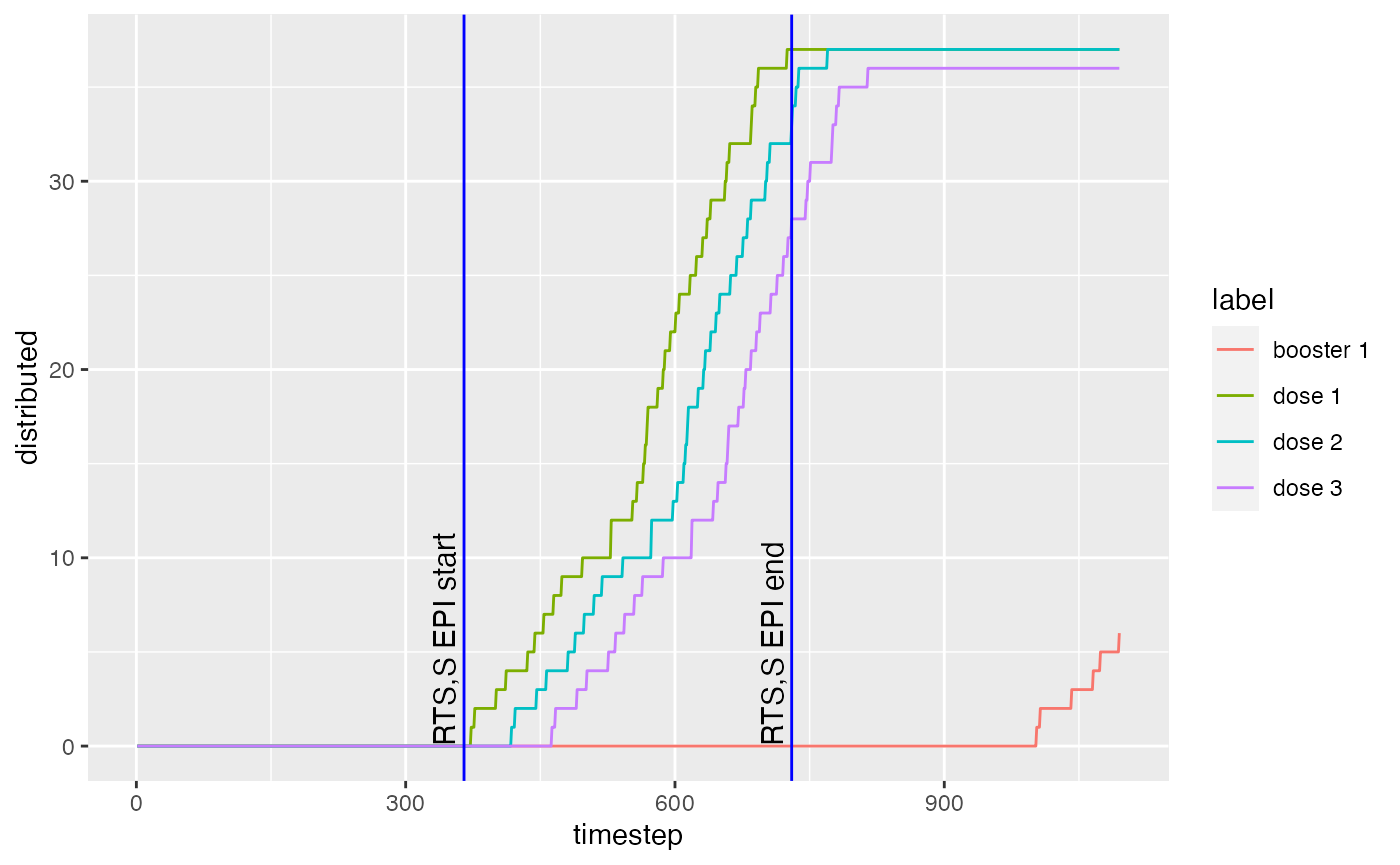 distributed
30
20
10
0
RTS,S EPI start
RTS,S EPI end
0
300
600
900
timestep
label
booster 1
dose 1
dose 2
dose 3